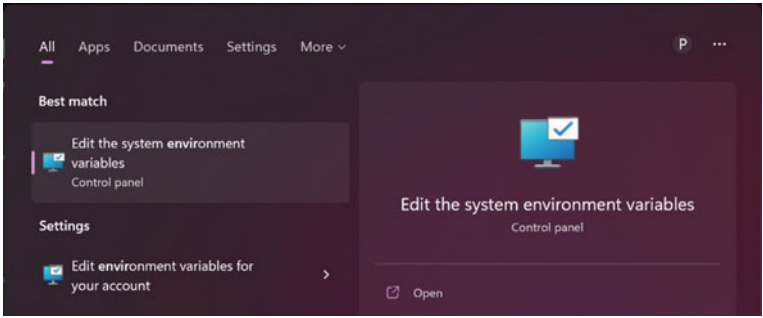 All Apps Documents Settings More P ...
Best match
Edit the system environment
variables
Control panel
Settings
Edit environment variables for
your account
Edit the system environment variables
Control panel
Open